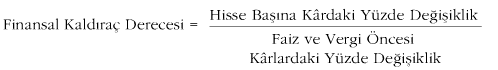 Finansal Kaldıraç Derecesi = Hisse Başına Kârdaki Yüzde Değişiklik
Faiz ve Vergi Öncesi
Kârlardaki Yüzde Değişiklik